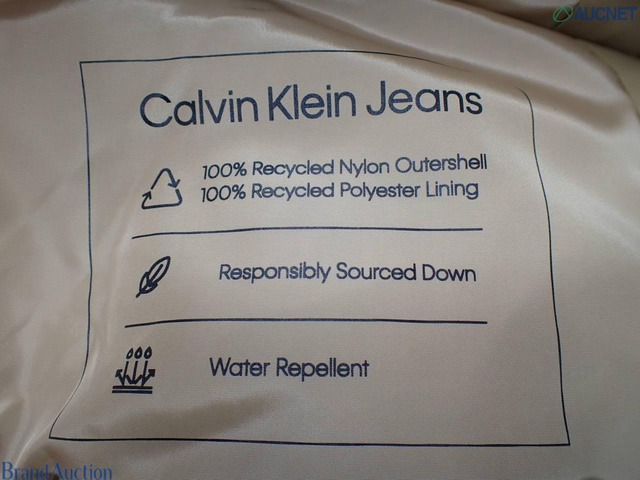 AUCNET
Calvin Klein Jeans
100% Recycled Nylon Outershell
100% Recycled Polyester Lining
Responsibly Sourced Down
Water Repellent
Brand Auction